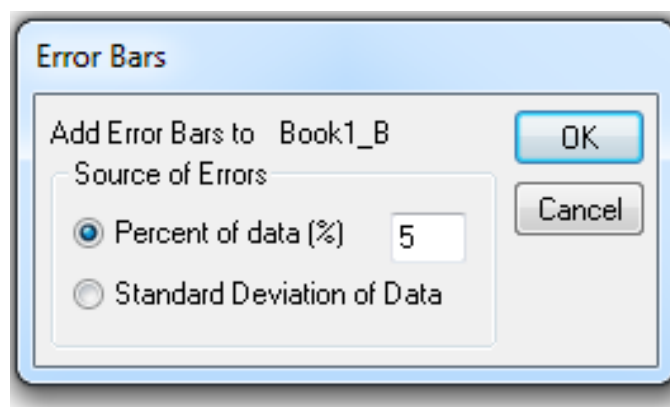 Error Bars
Add Error Bars to Book1_B
OK
Source of Errors
Cancel
Percent of data (%) 5
Standard Deviation of Data